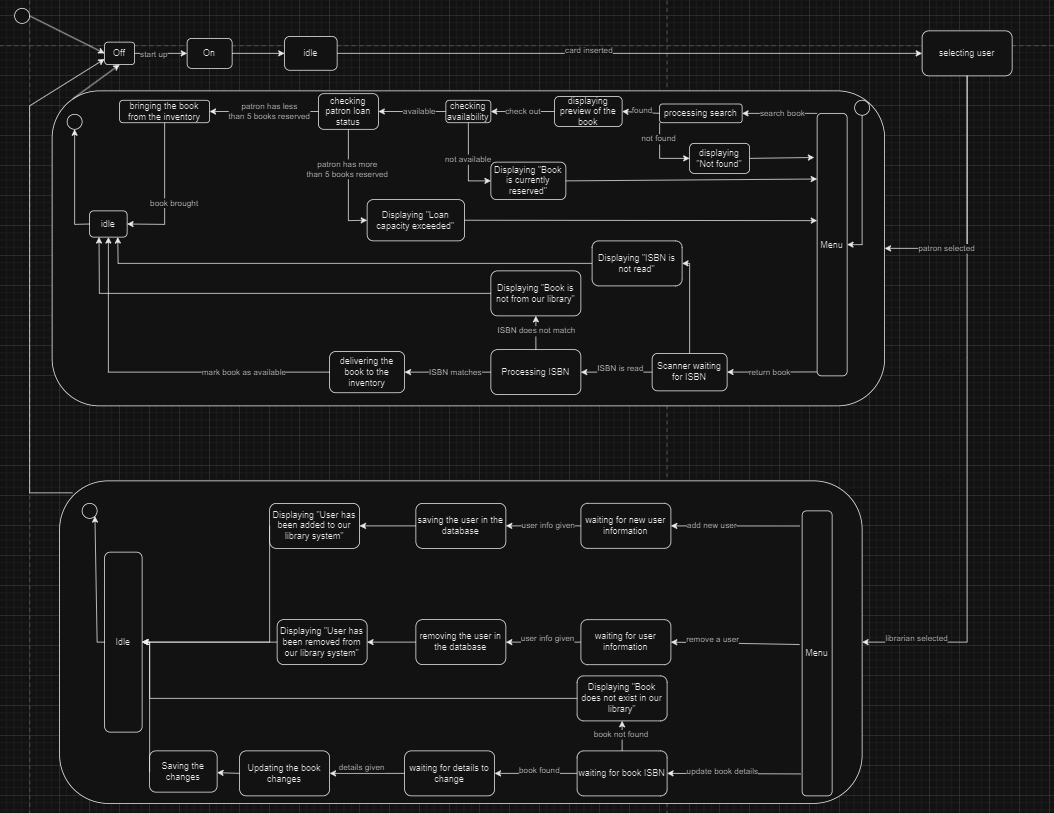 Off
start up
On
idle
card inserted
selecting user
bringing the book
from the inventory
patron has less
than 5 books reserved
checking
patron loan
status
available
checking
availability
check out
displaying
preview of the
book
found
processing search
search book
not found
displaying
"Not found"
not available
Displaying "Book
is currently
reserved"
patron has more
than 5 books reserved
book brought
Displaying "Loan
capacity exceeded"
idle
Menu
patron selected
Displaying "ISBN is
not read"
Displaying "Book is
not from our library"
ISBN does not match
mark book as available
delivering the
book to the
inventory
ISBN matches
Processing ISBN
ISBN is read
Scanner waiting
for ISBN
return book
Displaying "User has
been added to our
library system"
saving the user in the
database
user info given
waiting for new user
information
add new user
Idle
Displaying "User has
been removed from
our library system"
removing the user in
the database
user info given
waiting for user
information
remove a user
Menu
librarian selected
Displaying "Book
does not exist in our
library"
book not found
Saving the
changes
Updating the book
changes
details given
waiting for details to
change
book found
waiting for book ISBN
update book details